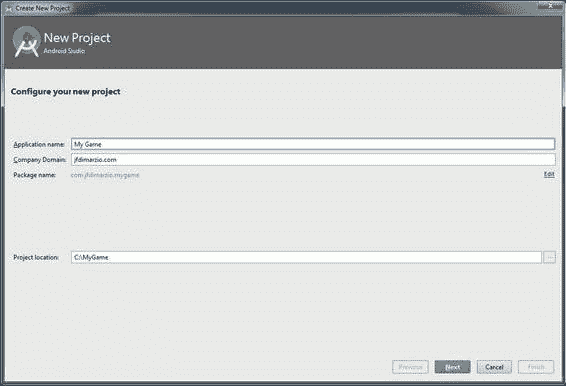 Create New Project
New Project
Android Studio
Configure your new project
Application name: My Game
Company Domain: jfdimarzio.com
Package name: com.jfdimarzio.mygame Edit
Project location: C:\MyGame ...
Previous Next Cancel Finish